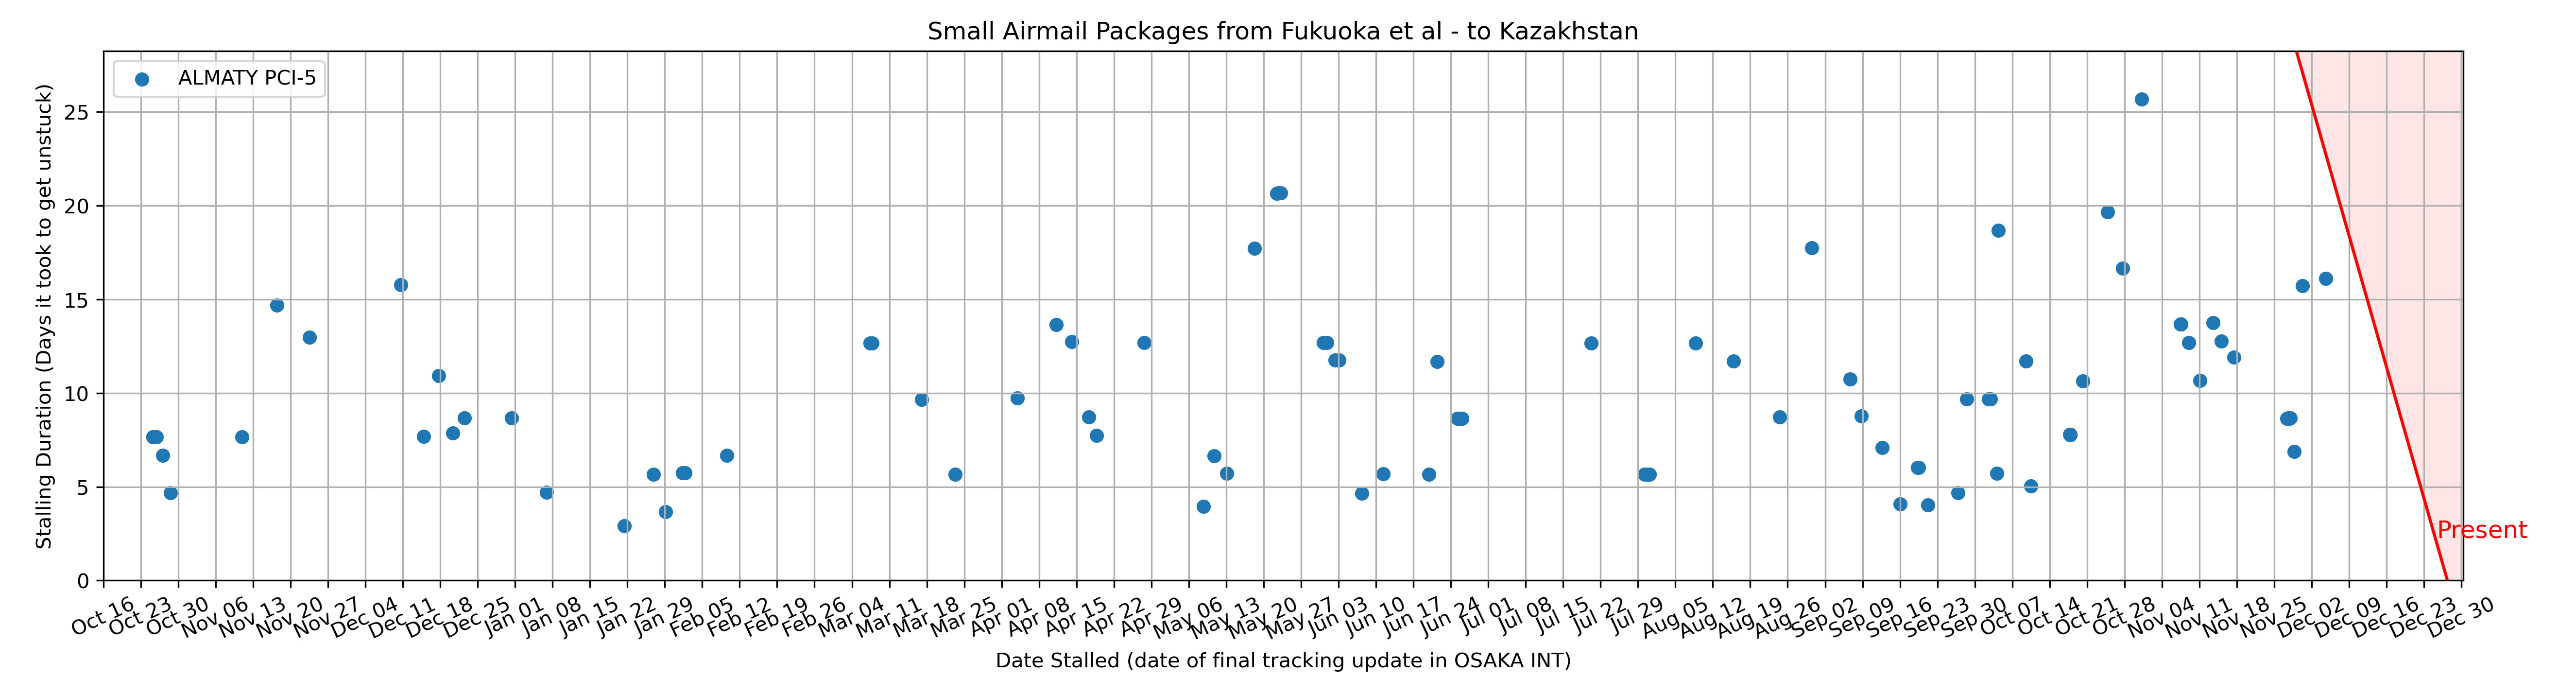 Small Airmail Packages from Fukuoka et al - to Kazakhstan
ALMATY PCI-5
Stalling Duration (Days it took to get unstuck)
25
20
15
10
5
0
Present
Oct 16
Oct 23
Oct 30
Nov 06
Nov 13
Nov 20
Nov 27
Dec 04
Dec 11
Dec 18
Dec 25
Jan 01
Jan 08
Jan 15
Jan 22
Jan 29
Feb 05
Feb 12
Feb 19
Feb 26
Mar 04
Mar 11
Mar 18
Mar 25
Apr 01
Apr 08
Apr 15
Apr 22
Apr 29
May 06
May 13
May 20
May 27
Jun 03
Jun 10
Jun 17
Jun 24
Jul 01
Jul 08
Jul 15
Jul 22
Jul 29
Aug 05
Aug 12
Aug 19
Aug 26
Sep 02
Sep 09
Sep 16
Sep 23
Sep 30
Oct 07
Oct 14
Oct 21
Oct 28
Nov 04
Nov 11
Nov 18
Nov 25
Dec 02
Dec 09
Dec 16
Dec 23
Dec 30
Date Stalled (date of final tracking update in OSAKA INT)